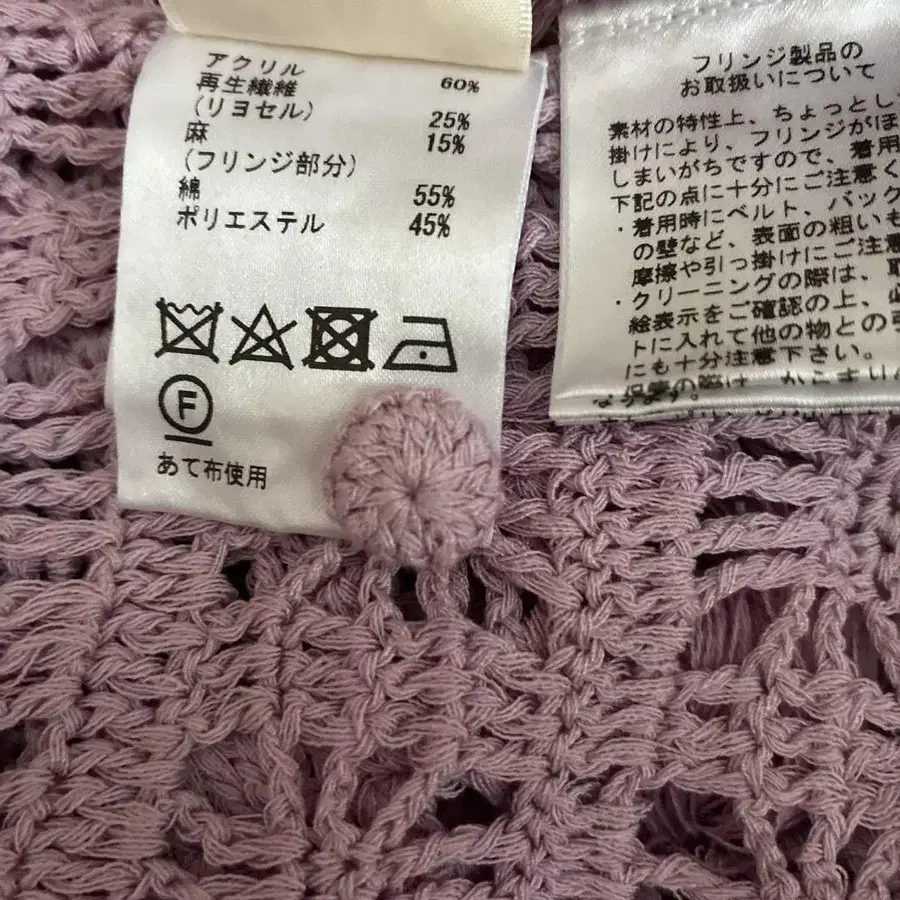 アクリル 60%
再生繊維
(リヨセル) 25%
麻 15%
(フリンジ部分)
綿 55%
ポリエステル 45%
F
あて布使用
フリンジ製品の
お取扱いについて
素材の特性上、ちょっとし
掛けにより、フリンジがほ
しまいがちですので、着用
下記の点に十分にご注意く
・着用時にベルト、バック
の壁など、表面の粗いも
摩擦や引っ掛けにご注意
・クリーニングの際は、取
絵表示をご確認の上、必
トに入れて他の物との引
にも十分注意下さい。